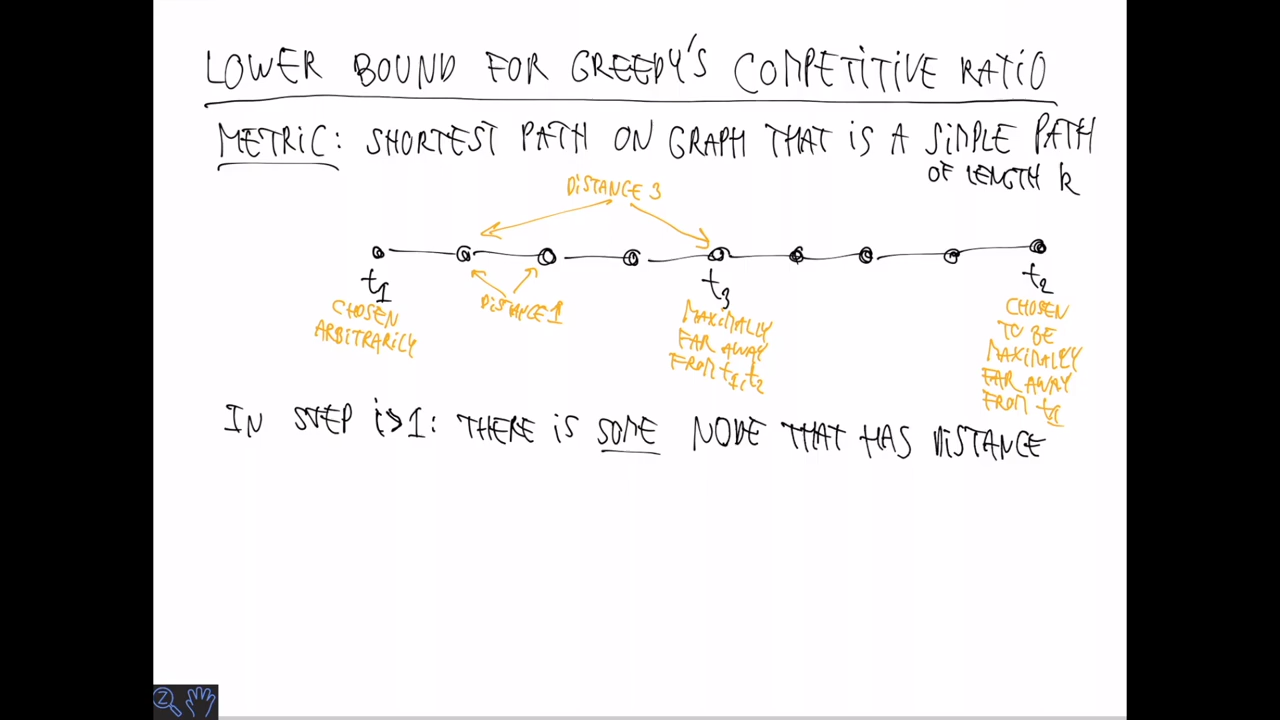 LOWER BOUND FOR GREEDY'S COMPETITIVE RATIO
METRIC: SHORTEST PATH ON GRAPH THAT IS A SIMPLE PATH
OF LENGTH k
DISTANCE 3
t1
t3
t2
DISTANCE 1
CHOSEN
ARBITRARILY
MAXIMALLY
FAR AWAY
FROM t1, t2
CHOSEN
TO BE
MAXIMALLY
FAR AWAY
FROM t1
IN STEP i>1: THERE IS SOME NODE THAT HAS DISTANCE
Z